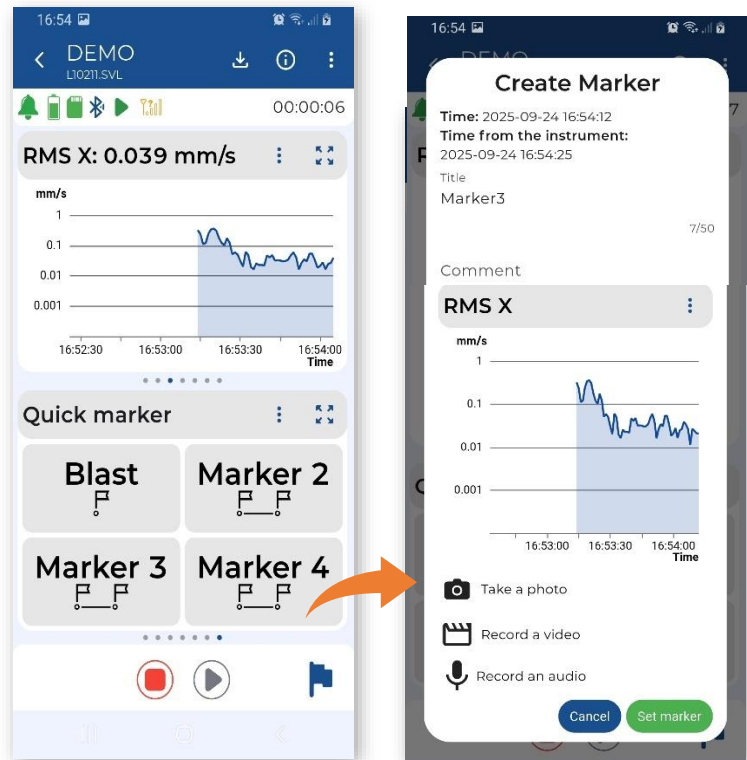 16:54
DEMO
L10211.SVL
00:00:06
RMS X: 0.039 mm/s
mm/s
1
0.1
0.01
0.001
16:52:30 16:53:00 16:53:30 16:54:00
Time
Quick marker
Blast Marker 2
Marker 3 Marker 4
16:54
DEMO
7
Create Marker
Time: 2025-09-24 16:54:12
Time from the instrument:
2025-09-24 16:54:25
Title
Marker3
7/50
Comment
RMS X
mm/s
1
0.1
0.01
0.001
16:53:00 16:53:30 16:54:00
Time
Take a photo
Record a video
Record an audio
Cancel Set marker